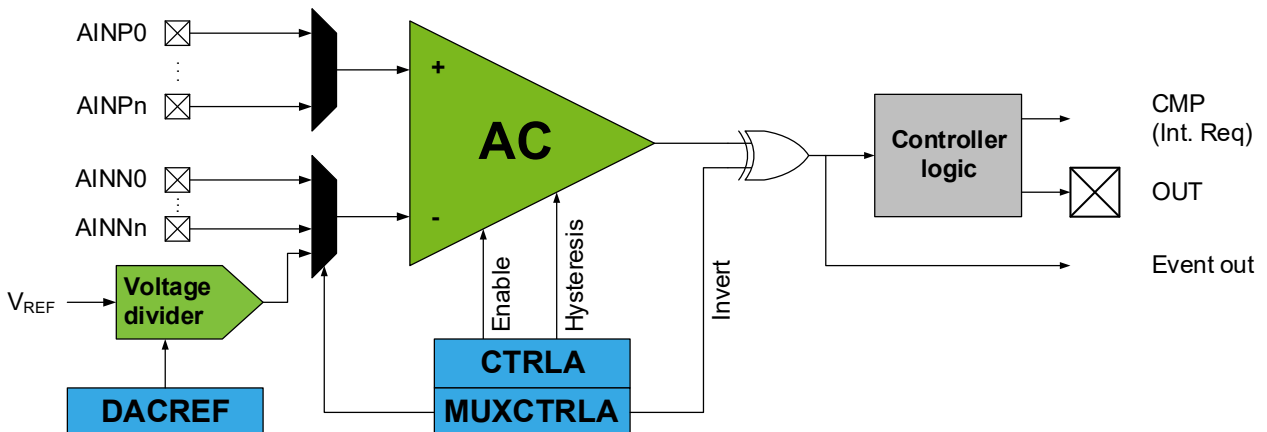 AINP0
AINPn
AINN0
AINNn
VREF
Voltage
divider
DACREF
+
AC
-
Enable
Hysteresis
CTRLA
MUXCTRLA
Invert
Controller
logic
CMP
(Int. Req)
OUT
Event out